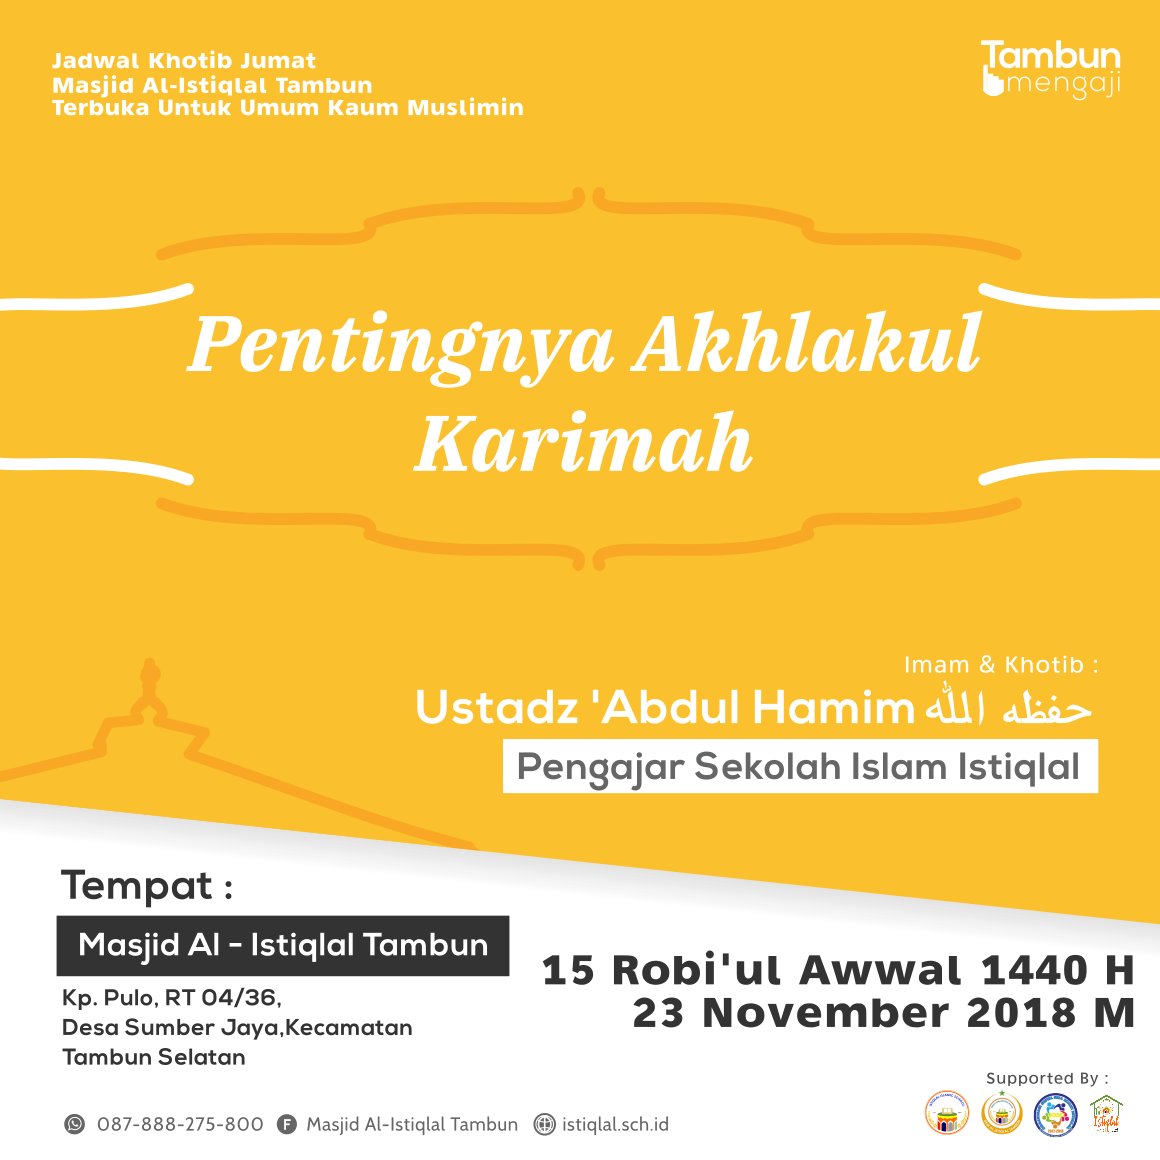 Jadwal Khotib Jumat
Masjid Al-Istiqlal Tambun
Terbuka Untuk Umum Kaum Muslimin
Tambun
mengaji
Pentingnya Akhlakul
Karimah
Imam & Khotib :
Ustadz 'Abdul Hamim حفظه الله
Pengajar Sekolah Islam Istiqlal
Tempat :
Masjid Al - Istiqlal Tambun
Kp. Pulo, RT 04/36,
Desa Sumber Jaya,Kecamatan
Tambun Selatan
15 Robi'ul Awwal 1440 H
23 November 2018 M
Supported By :
087-888-275-800 Masjid Al-Istiqlal Tambun istiqlal.sch.id